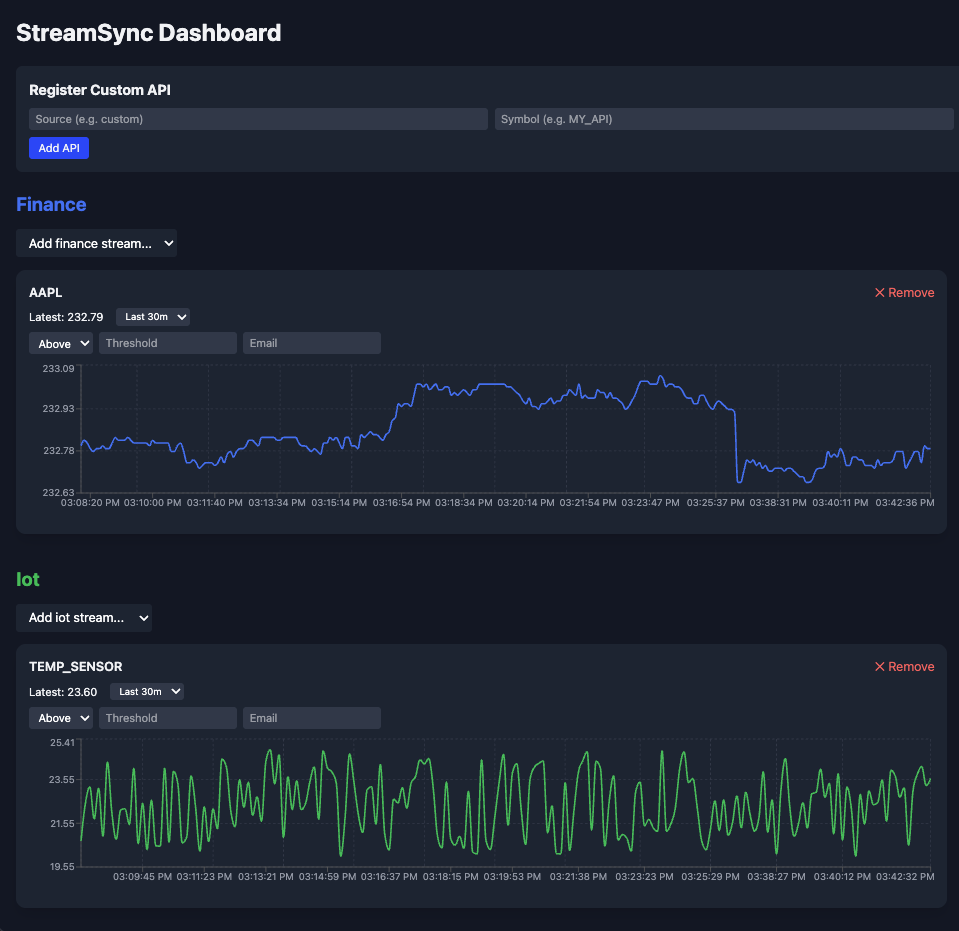 StreamSync Dashboard
Register Custom API
Source (e.g. custom) Symbol (e.g. MY_API)
Add API
Finance
Add finance stream...
AAPL Remove
Latest: 232.79 Last 30m
Above Threshold Email
233.09
232.93
232.78
232.63
03:08:20 PM 03:10:00 PM 03:11:40 PM 03:13:34 PM 03:15:14 PM 03:16:54 PM 03:18:34 PM 03:20:14 PM 03:21:54 PM 03:23:47 PM 03:25:37 PM 03:38:31 PM 03:40:11 PM 03:42:36 PM
Iot
Add iot stream...
TEMP_SENSOR Remove
Latest: 23.60 Last 30m
Above Threshold Email
25.41
23.55
21.55
19.55
03:09:45 PM 03:11:23 PM 03:13:21 PM 03:14:59 PM 03:16:37 PM 03:18:15 PM 03:19:53 PM 03:21:38 PM 03:23:23 PM 03:25:29 PM 03:38:27 PM 03:40:12 PM 03:42:32 PM